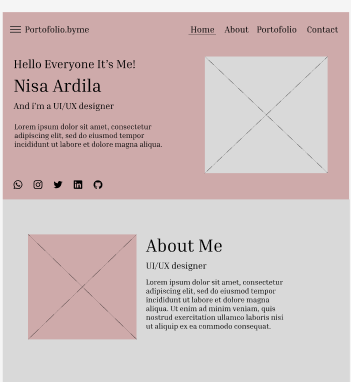 Portofolio.byme
Home About Portofolio Contact
Hello Everyone It's Me!
Nisa Ardila
And i'm a UI/UX designer
Lorem ipsum dolor sit amet, consectetur
adipiscing elit, sed do eiusmod tempor
incididunt ut labore et dolore magna aliqua.
About Me
UI/UX designer
Lorem ipsum dolor sit amet, consectetur
adipiscing elit, sed do eiusmod tempor
incididunt ut labore et dolore magna
aliqua. Ut enim ad minim veniam, quis
nostrud exercitation ullamco laboris nisi
ut aliquip ex ea commodo consequat.